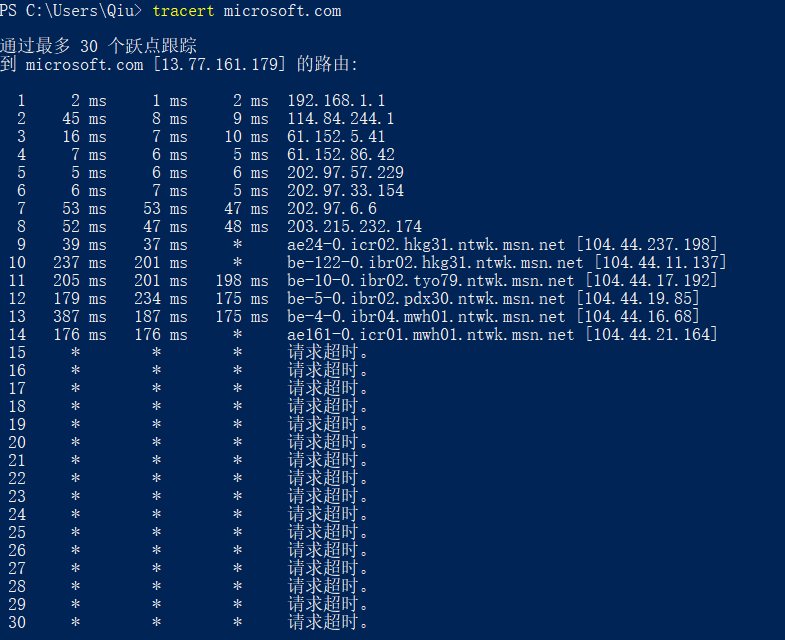 PS C:\Users\Qiu> tracert microsoft.com
通过最多 30 个跃点跟踪
到 microsoft.com [13.77.161.179] 的路由:
1 2 ms 1 ms 2 ms 192.168.1.1
2 45 ms 8 ms 9 ms 114.84.244.1
3 16 ms 7 ms 10 ms 61.152.5.41
4 7 ms 6 ms 5 ms 61.152.86.42
5 5 ms 6 ms 6 ms 202.97.57.229
6 6 ms 7 ms 5 ms 202.97.33.154
7 53 ms 53 ms 47 ms 202.97.6.6
8 52 ms 47 ms 48 ms 203.215.232.174
9 39 ms 37 ms * ae24-0.icr02.hkg31.ntwk.msn.net [104.44.237.198]
10 237 ms 201 ms * be-122-0.ibr02.hkg31.ntwk.msn.net [104.44.11.137]
11 205 ms 201 ms 198 ms be-10-0.ibr02.tyo79.ntwk.msn.net [104.44.17.192]
12 179 ms 234 ms 175 ms be-5-0.ibr02.pdx30.ntwk.msn.net [104.44.19.85]
13 387 ms 187 ms 175 ms be-4-0.ibr04.mwh01.ntwk.msn.net [104.44.16.68]
14 176 ms 176 ms * ae161-0.icr01.mwh01.ntwk.msn.net [104.44.21.164]
15 * * * 请求超时。
16 * * * 请求超时。
17 * * * 请求超时。
18 * * * 请求超时。
19 * * * 请求超时。
20 * * * 请求超时。
21 * * * 请求超时。
22 * * * 请求超时。
23 * * * 请求超时。
24 * * * 请求超时。
25 * * * 请求超时。
26 * * * 请求超时。
27 * * * 请求超时。
28 * * * 请求超时。
29 * * * 请求超时。
30 * * * 请求超时。